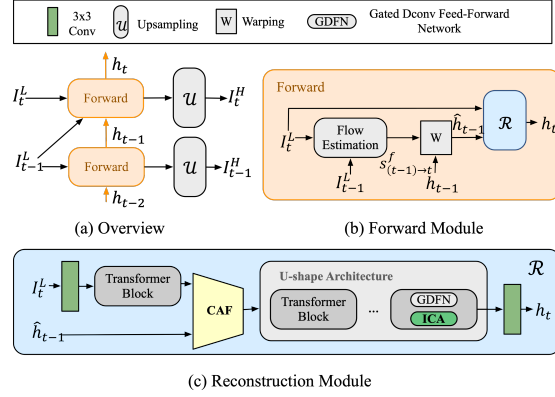 3x3
Conv
𝒰
Upsampling
W
Warping
GDFN
Gated Dconv Feed-Forward
Network
h_t
I_t^L
Forward
𝒰
I_t^H
h_{t-1}
I_{t-1}^L
Forward
𝒰
I_{t-1}^H
h_{t-2}
(a) Overview
Forward
I_t^L
Flow
Estimation
s_{(t-1)→t}^f
W
ĥ_{t-1}
ℛ
h_t
I_{t-1}^L
h_{t-1}
(b) Forward Module
I_t^L
Transformer
Block
ĥ_{t-1}
CAF
U-shape Architecture
Transformer
Block
...
GDFN
ICA
ℛ
h_t
(c) Reconstruction Module